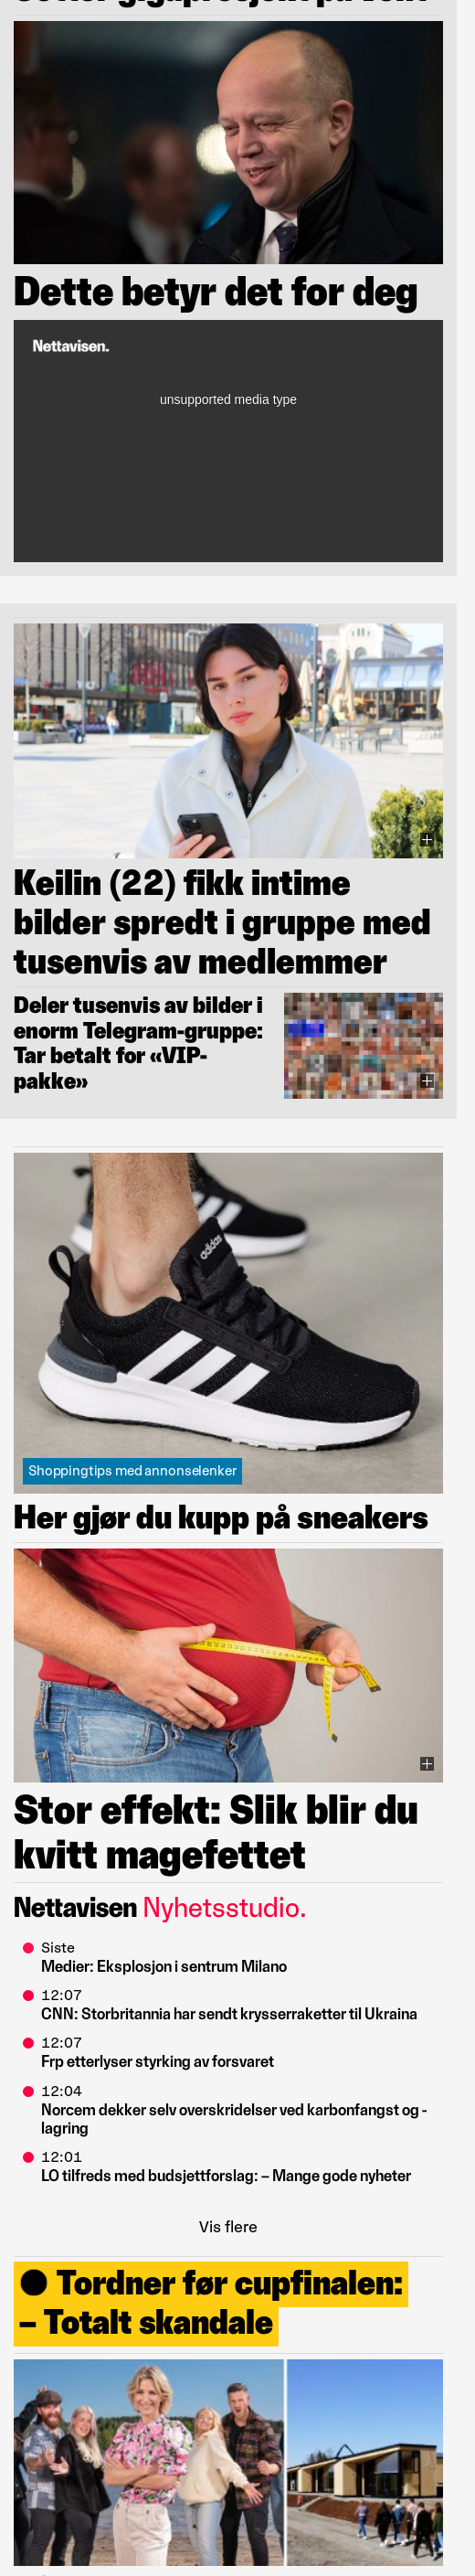 Dette betyr det for deg
Nettavisen.
unsupported media type
Keilin (22) fikk intime
bilder spredt i gruppe med
tusenvis av medlemmer
Deler tusenvis av bilder i
enorm Telegram-gruppe:
Tar betalt for «VIP-
pakke»
adidas
Shoppingtips med annonselenker
Her gjør du kupp på sneakers
Stor effekt: Slik blir du
kvitt magefettet
Nettavisen Nyhetsstudio.
Siste
Medier: Eksplosjon i sentrum Milano
12:07
CNN: Storbritannia har sendt krysserraketter til Ukraina
12:07
Frp etterlyser styrking av forsvaret
12:04
Norcem dekker selv overskridelser ved karbonfangst og -
lagring
12:01
LO tilfreds med budsjettforslag: – Mange gode nyheter
Vis flere
Tordner før cupfinalen:
– Totalt skandale